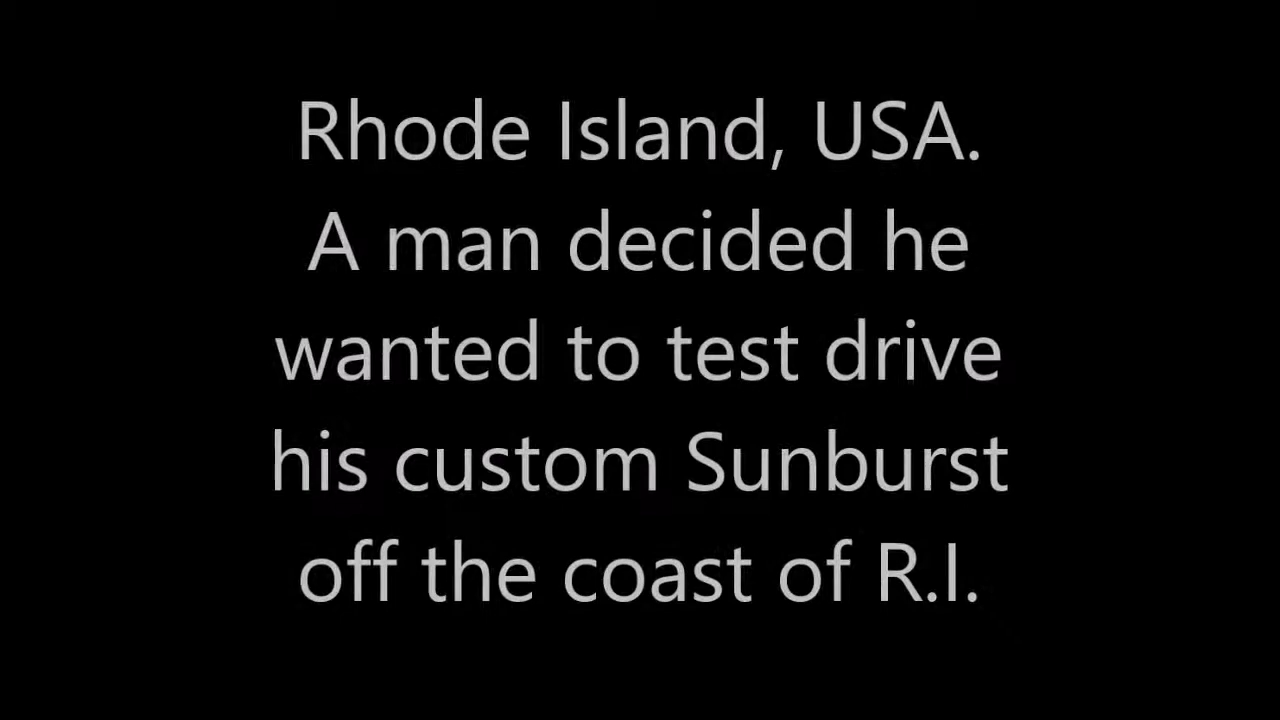 Rhode Island, USA.
A man decided he
wanted to test drive
his custom Sunburst
off the coast of R.I.